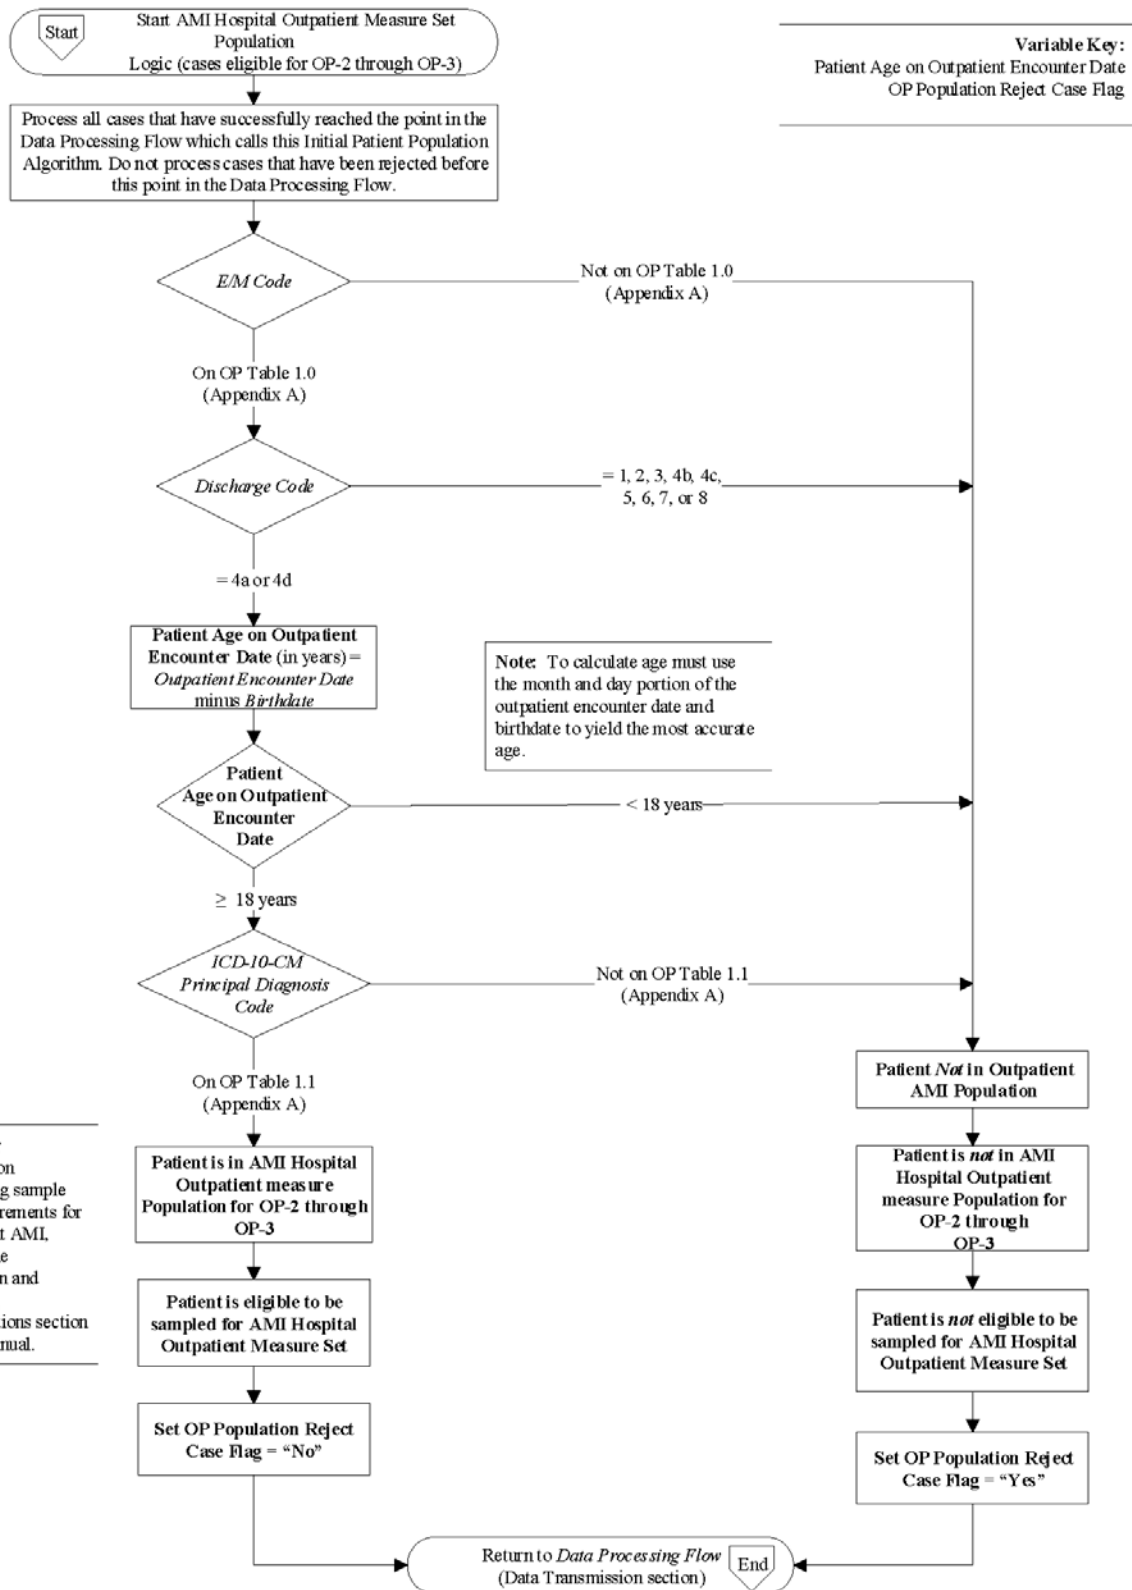 Start
Start AMI Hospital Outpatient Measure Set
Population
Logic (cases eligible for OP-2 through OP-3)
Variable Key:
Patient Age on Outpatient Encounter Date
OP Population Reject Case Flag
Process all cases that have successfully reached the point in the
Data Processing Flow which calls this Initial Patient Population
Algorithm. Do not process cases that have been rejected before
this point in the Data Processing Flow.
E/M Code
Not on OP Table 1.0
(Appendix A)
On OP Table 1.0
(Appendix A)
Discharge Code
= 1, 2, 3, 4b, 4c,
5, 6, 7, or 8
= 4a or 4d
Patient Age on Outpatient
Encounter Date (in years) =
Outpatient Encounter Date
minus Birthdate
Note: To calculate age must use
the month and day portion of the
outpatient encounter date and
birthdate to yield the most accurate
age.
Patient
Age on Outpatient
Encounter
Date
< 18 years
≥ 18 years
ICD-10-CM
Principal Diagnosis
Code
Not on OP Table 1.1
(Appendix A)
On OP Table 1.1
(Appendix A)
Patient Not in Outpatient
AMI Population
on
g sample
rements for
t AMI,
e
n and
tions section
nual.
Patient is in AMI Hospital
Outpatient measure
Population for OP-2 through
OP-3
Patient is not in AMI
Hospital Outpatient
measure Population for
OP-2 through
OP-3
Patient is eligible to be
sampled for AMI Hospital
Outpatient Measure Set
Patient is not eligible to be
sampled for AMI Hospital
Outpatient Measure Set
Set OP Population Reject
Case Flag = “No”
Set OP Population Reject
Case Flag = “Yes”
Return to Data Processing Flow
(Data Transmission section)
End